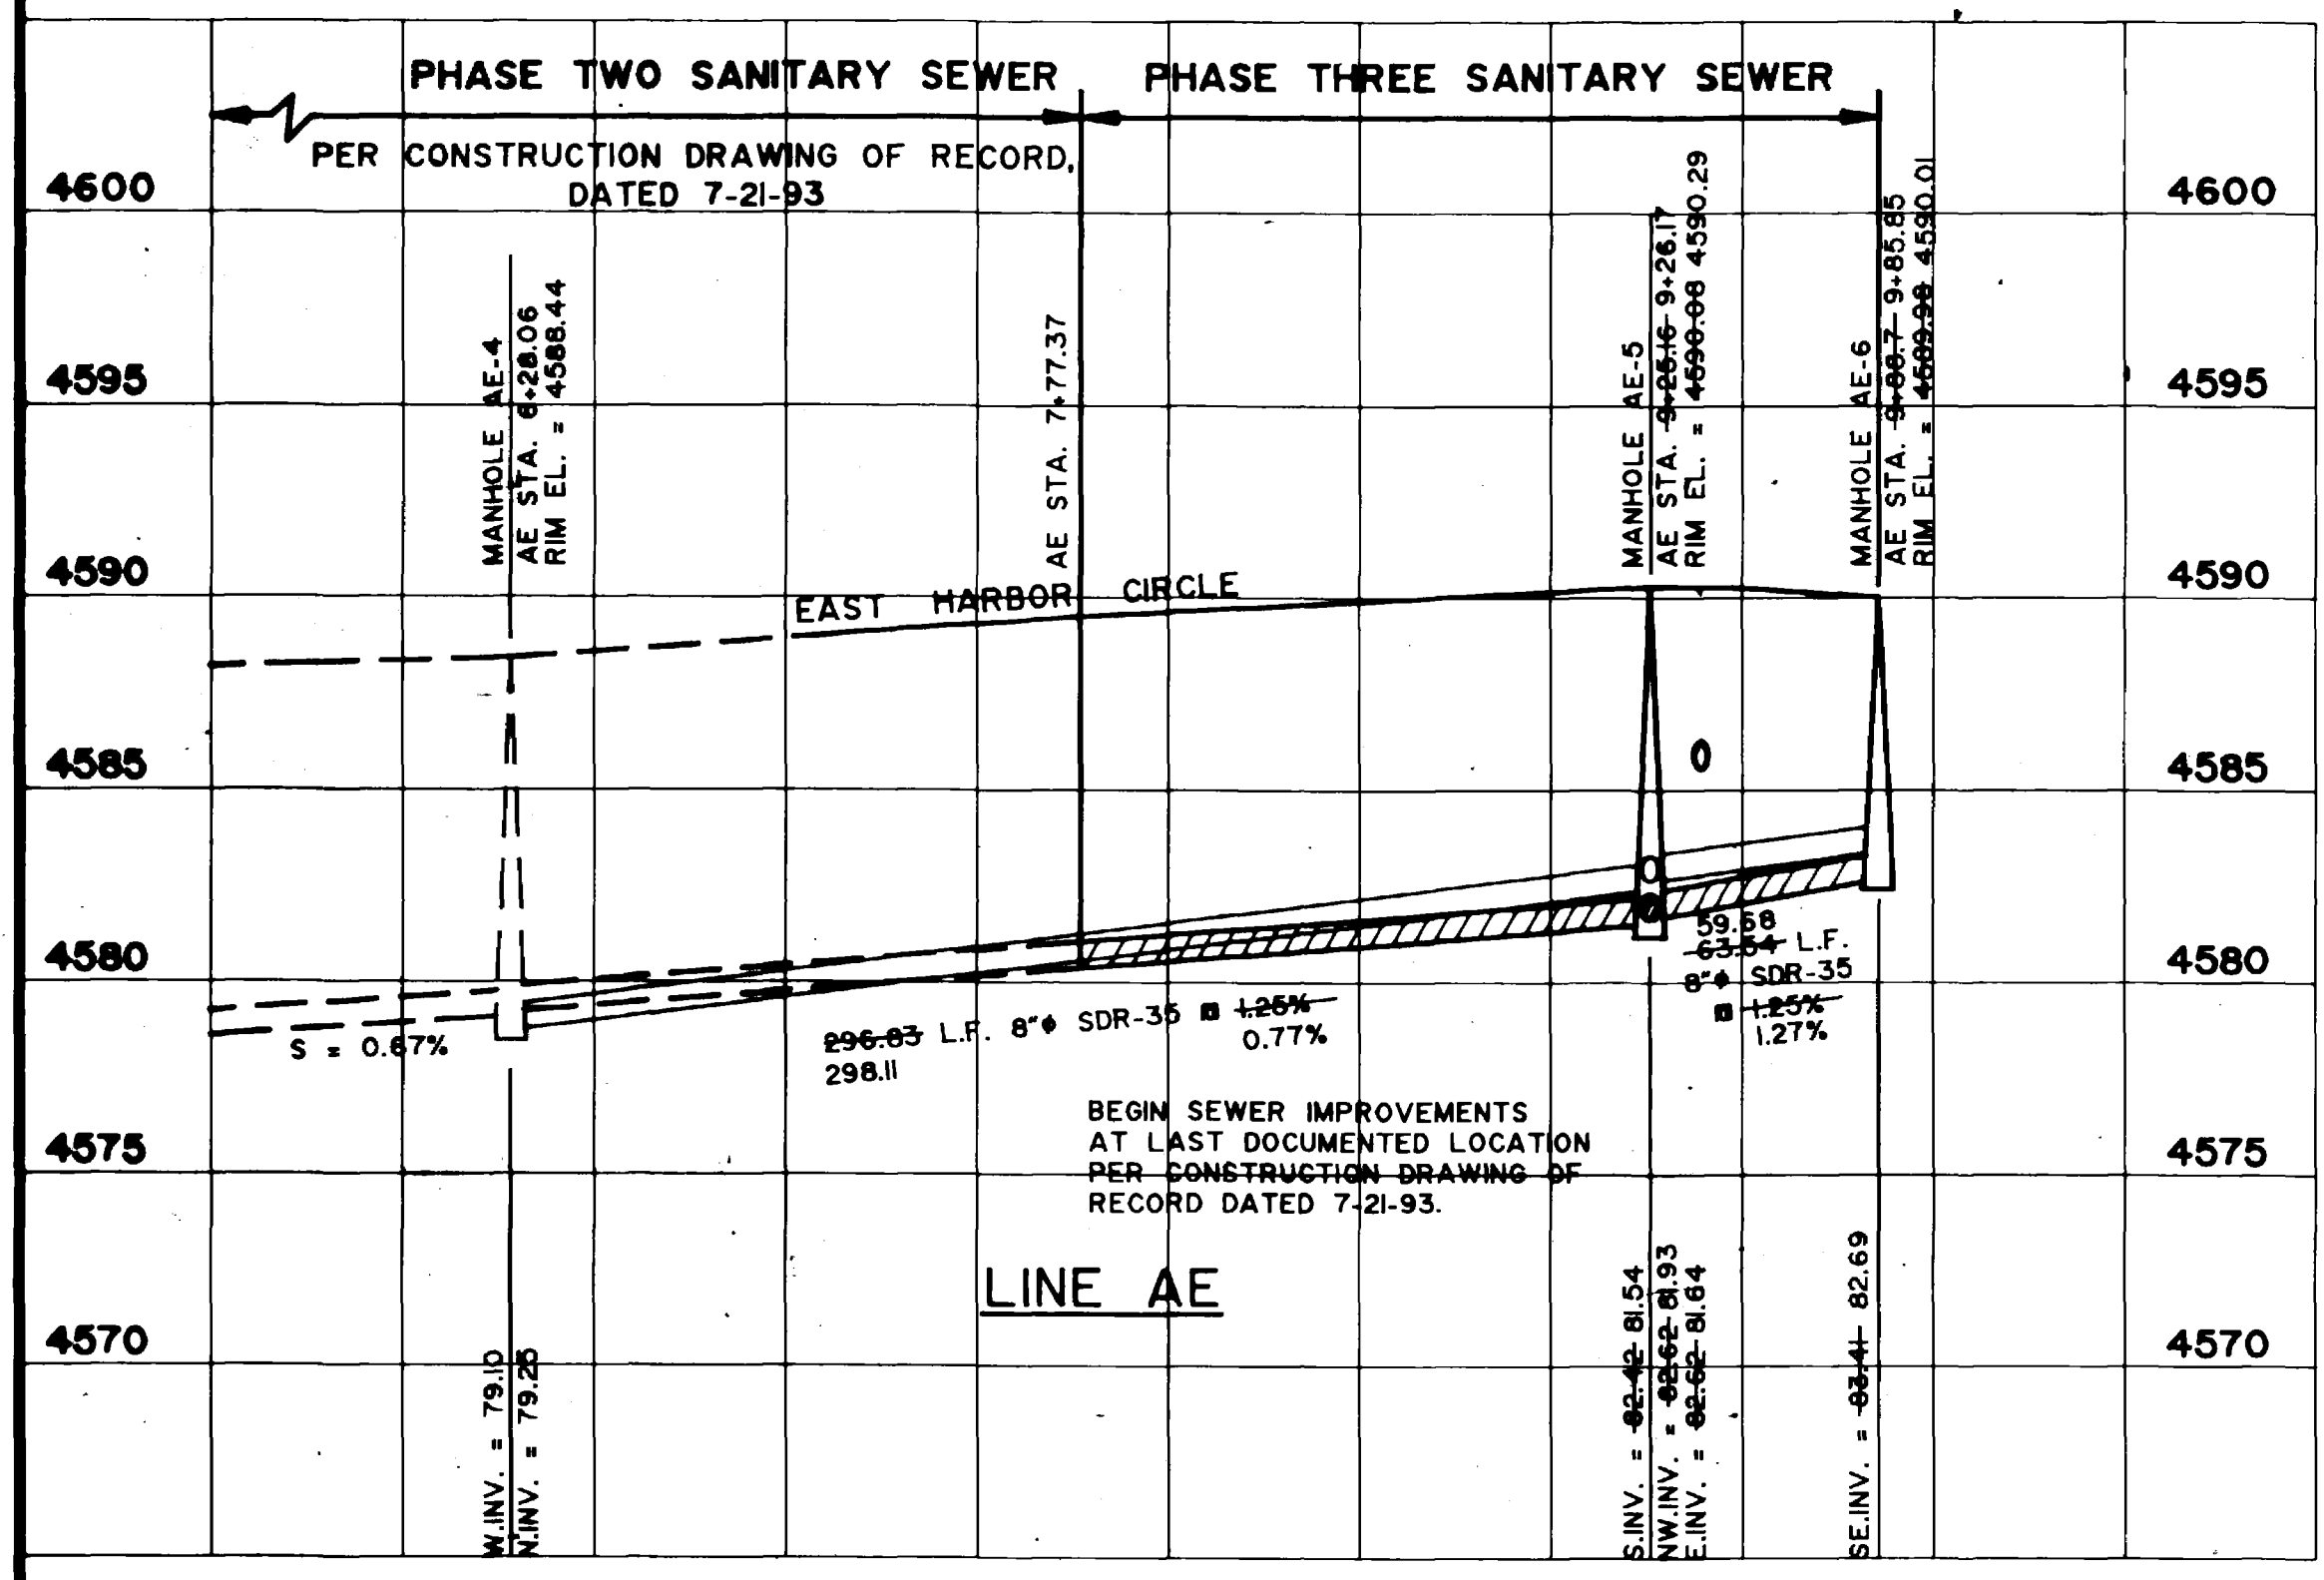 PHASE TWO SANITARY SEWER
PHASE THREE SANITARY SEWER
PER CONSTRUCTION DRAWING OF RECORD,
DATED 7-21-93
4600
4595
4590
4585
4580
4575
4570
4600
4595
4590
4585
4580
4575
4570
MANHOLE AE-4
AE STA. 6+28.06
RIM EL. = 4588.44
AE STA. 7+77.37
MANHOLE AE-5
AE STA. 9+25.16 9+26.17
RIM EL. = 4590.08 4590.29
MANHOLE AE-6
AE STA. 9+88.7 9+85.85
RIM EL. = 4589.98 4590.01
EAST HARBOR CIRCLE
S = 0.67%
296.83 L.F. 8"ϕ SDR-35 @ 1.25%
298.11
0.77%
59.68
63.54 L.F.
8"ϕ SDR-35
@ 1.25%
1.27%
BEGIN SEWER IMPROVEMENTS
AT LAST DOCUMENTED LOCATION
PER CONSTRUCTION DRAWING OF
RECORD DATED 7-21-93.
LINE AE
W.INV. = 79.10
N.INV. = 79.25
S.INV. = 82.42 81.54
NW.INV. = 82.62 81.93
E.INV. = 82.62 81.64
SE.INV. = 83.41 82.69